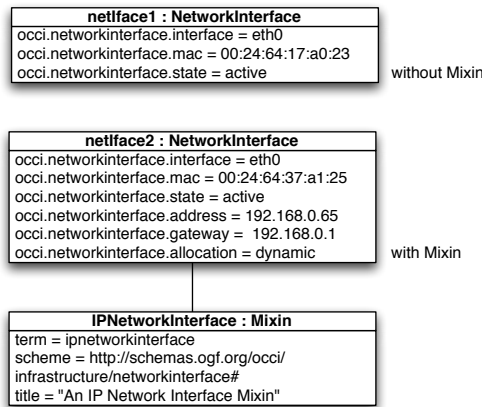 netIface1 : NetworkInterface
occi.networkinterface.interface = eth0
occi.networkinterface.mac = 00:24:64:17:a0:23
occi.networkinterface.state = active
without Mixin
netIface2 : NetworkInterface
occi.networkinterface.interface = eth0
occi.networkinterface.mac = 00:24:64:37:a1:25
occi.networkinterface.state = active
occi.networkinterface.address = 192.168.0.65
occi.networkinterface.gateway = 192.168.0.1
occi.networkinterface.allocation = dynamic
with Mixin
IPNetworkInterface : Mixin
term = ipnetworkinterface
scheme = http://schemas.ogf.org/occi/
infrastructure/networkinterface#
title = "An IP Network Interface Mixin"